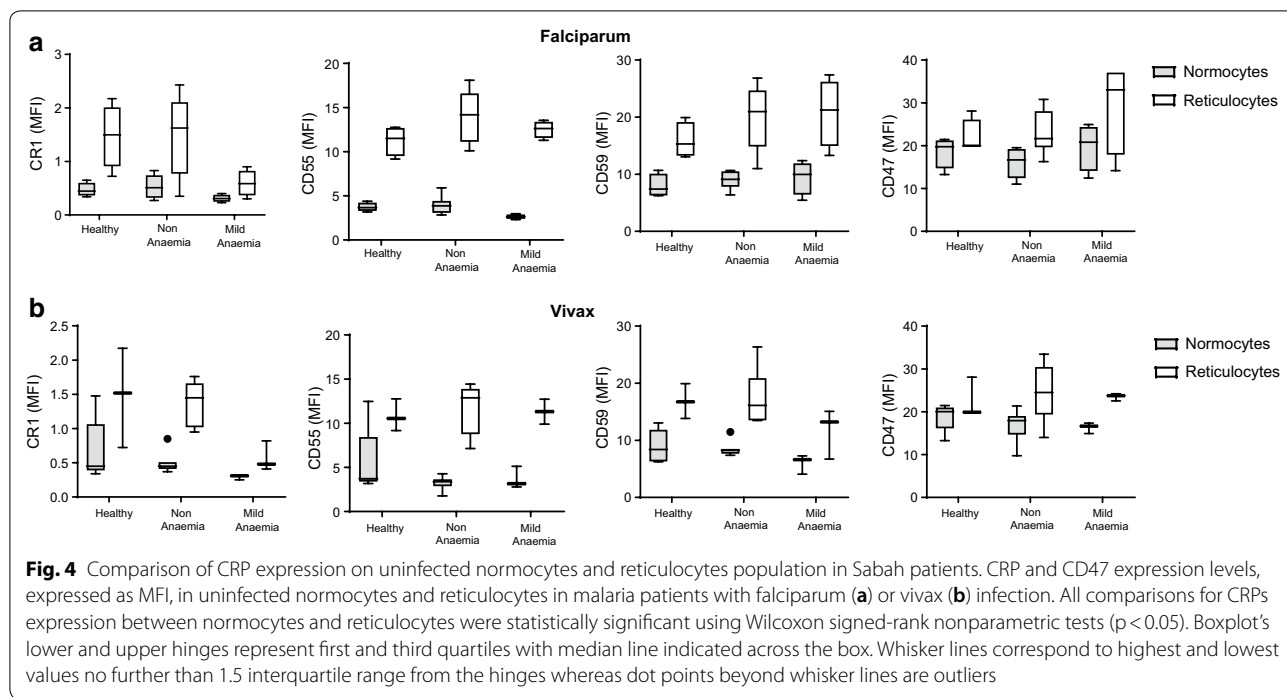 a
Falciparum
CR1 (MFI)
3
2
1
0
Healthy
Non
Anaemia
Mild
Anaemia
CD55 (MFI)
20
15
10
5
0
Healthy
Non
Anaemia
Mild
Anaemia
CD59 (MFI)
30
20
10
0
Healthy
Non
Anaemia
Mild
Anaemia
CD47 (MFI)
40
30
20
10
0
Healthy
Non
Anaemia
Mild
Anaemia
Normocytes
Reticulocytes
b
Vivax
CR1 (MFI)
2.5
2.0
1.5
1.0
0.5
0.0
Healthy
Non
Anaemia
Mild
Anaemia
CD55 (MFI)
20
15
10
5
0
Healthy
Non
Anaemia
Mild
Anaemia
CD59 (MFI)
30
20
10
0
Healthy
Non
Anaemia
Mild
Anaemia
CD47 (MFI)
40
30
20
10
0
Healthy
Non
Anaemia
Mild
Anaemia
Normocytes
Reticulocytes
Fig. 4 Comparison of CRP expression on uninfected normocytes and reticulocytes population in Sabah patients. CRP and CD47 expression levels,
expressed as MFI, in uninfected normocytes and reticulocytes in malaria patients with falciparum (a) or vivax (b) infection. All comparisons for CRPs
expression between normocytes and reticulocytes were statistically significant using Wilcoxon signed-rank nonparametric tests (p < 0.05). Boxplot's
lower and upper hinges represent first and third quartiles with median line indicated across the box. Whisker lines correspond to highest and lowest
values no further than 1.5 interquartile range from the hinges whereas dot points beyond whisker lines are outliers